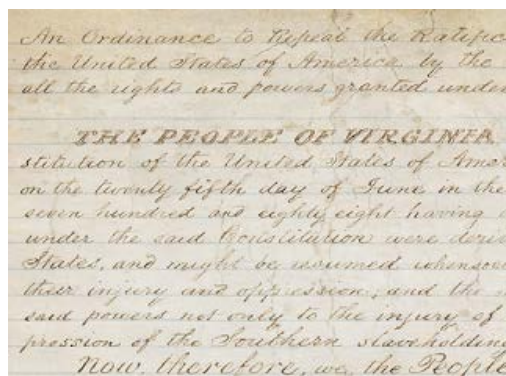 An Ordinance to Repeal the Ratific
the United States of America by the
all the rights and powers granted under
THE PEOPLE OF VIRGINIA
stitution of the United States of Amer
on the twenty fifth day of June in the
seven hundred and eighty eight having
under the said Constitution were deriv
States, and might be resumed whensoe
their injury and oppression, and the
said powers not only to the injury of
pression of the Southern slaveholding
Now, therefore, we, the People